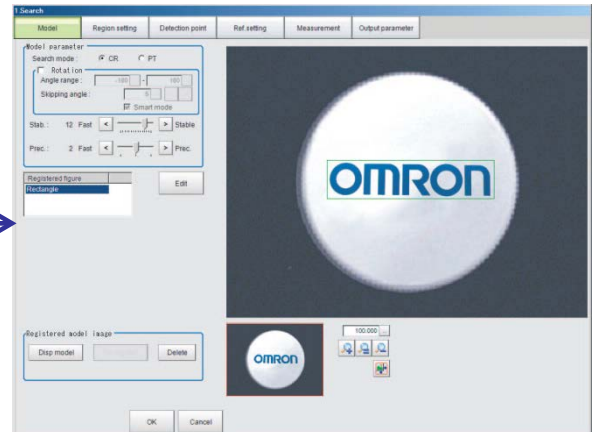 1.Search
Model Region setting Detection point Ref.setting Measurement Output parameter
Model parameter
Search mode : CR PT
Rotation
Angle range : -180 - 180
Skipping angle : 5
Smart mode
Stab. : 12 Fast < > Stable
Prec. : 2 Fast < > Prec.
Registered figure
Rectangle
Edit
OMRON
Registered model image
Disp model Delete
OMRON
100.000 ...
OK Cancel